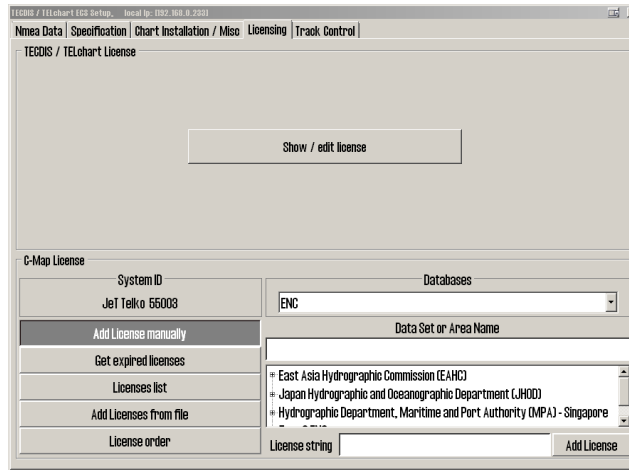 TECDIS / TELchart ECS Setup, local ip: [192.168.0.233]
Nmea Data Specification Chart Installation / Misc Licensing Track Control
TECDIS / TELchart License
Show / edit license
C-Map License
System ID
JeT Telko 55003
Add License manually
Get expired licenses
Licenses list
Add Licenses from file
License order
Databases
ENC
Data Set or Area Name
East Asia Hydrographic Commission (EAHC)
Japan Hydrographic and Oceanographic Department (JHOD)
Hydrographic Department, Maritime and Port Authority (MPA) - Singapore
License string
Add License